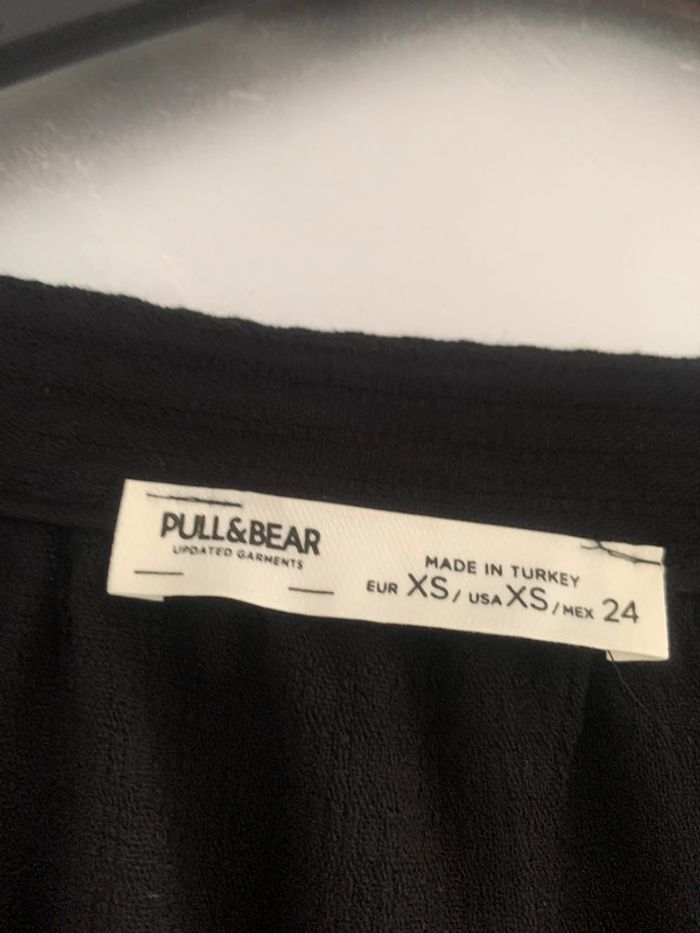 PULL&BEAR
UPDATED GARMENTS
MADE IN TURKEY
EUR XS / USA XS / MEX 24